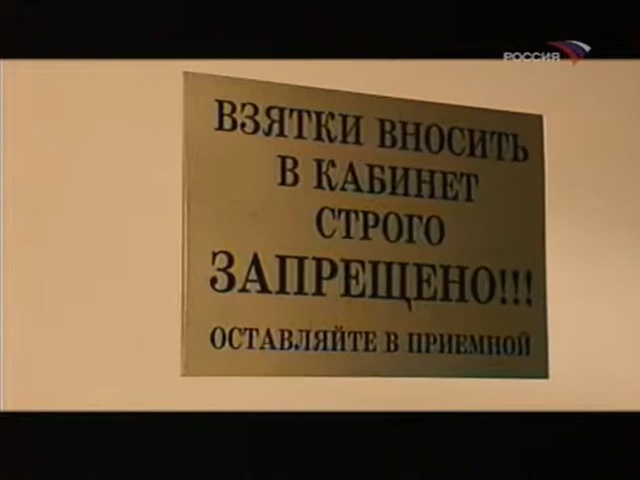 РОССИЯ
ВЗЯТКИ ВНОСИТЬ
В КАБИНЕТ
СТРОГО
ЗАПРЕЩЕНО!!!
ОСТАВЛЯЙТЕ В ПРИЕМНОЙ